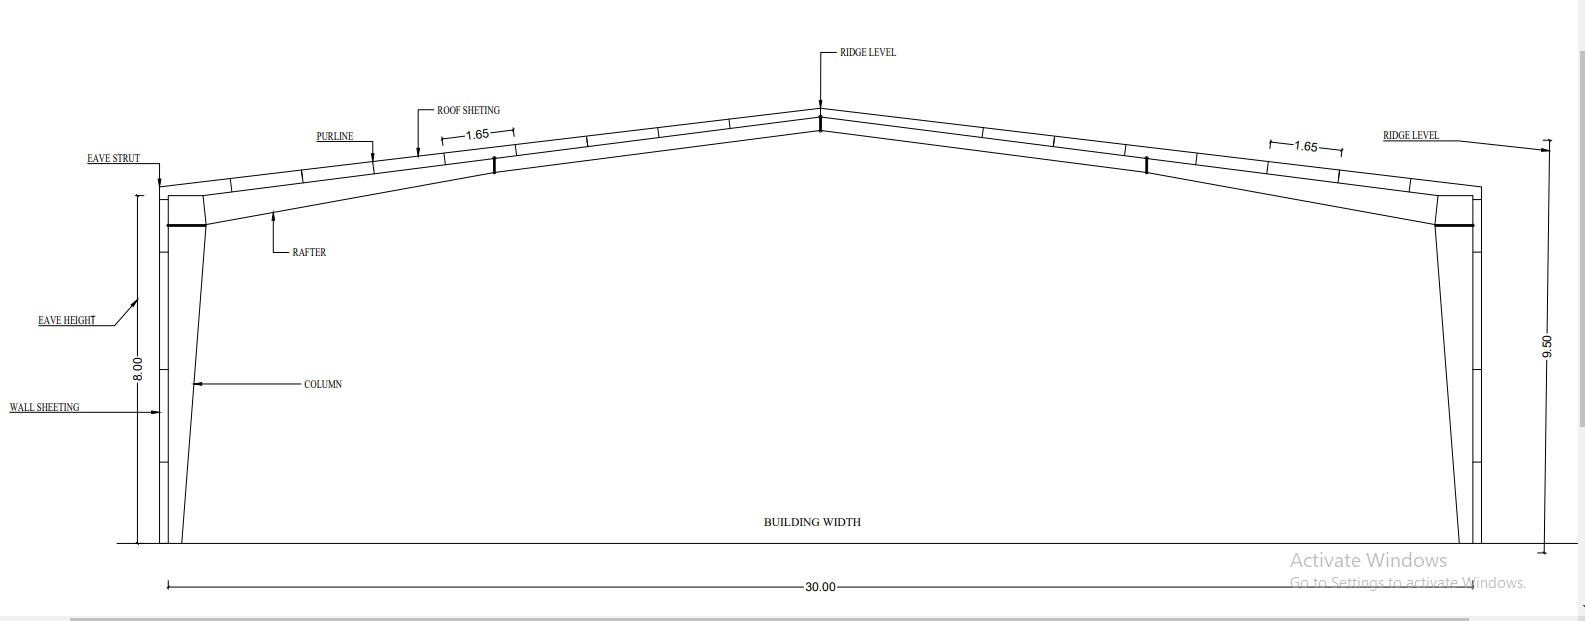 RIDGE LEVEL
ROOF SHETING
PURLINE
1.65
1.65
RIDGE LEVEL
EAVE STRUT
RAFTER
EAVE HEIGHT
8.00
9.50
COLUMN
WALL SHEETING
BUILDING WIDTH
Activate Windows
Go to Settings to activate Windows.
30.00